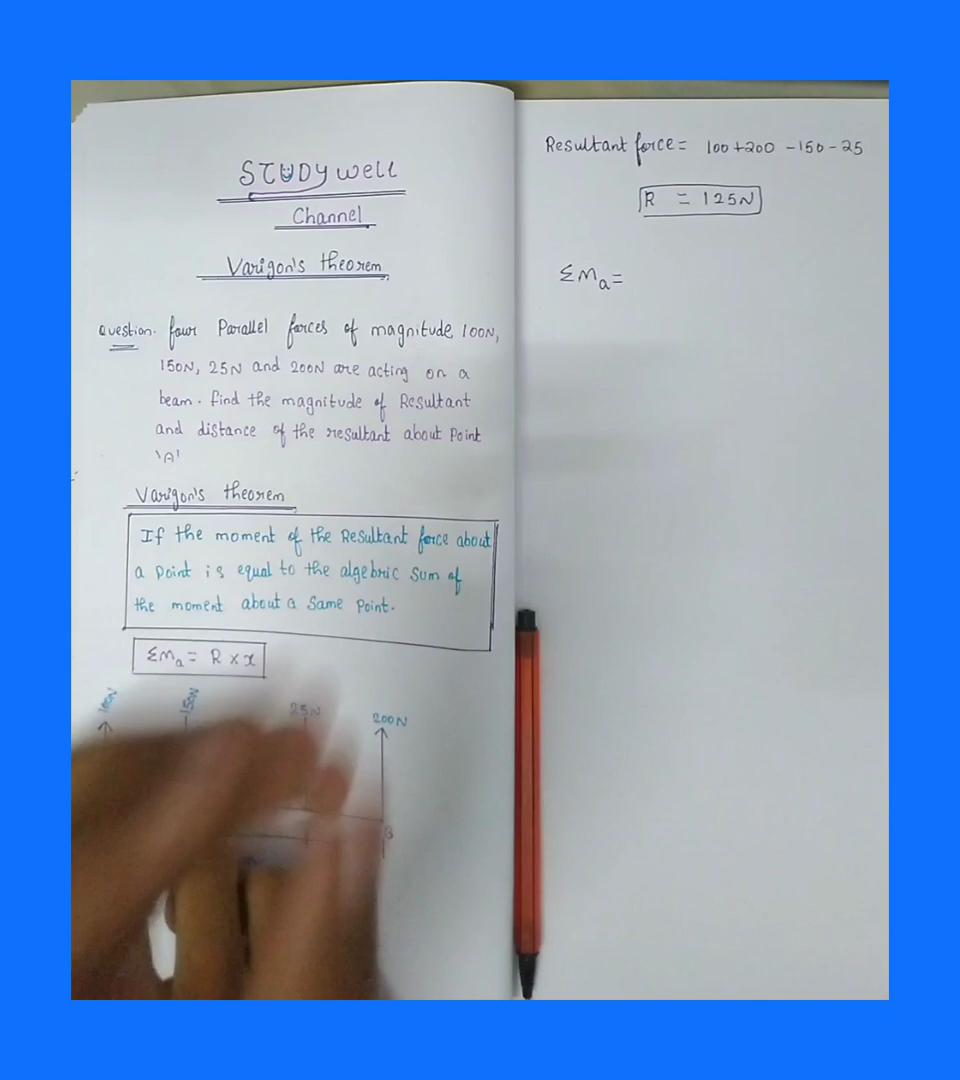 STUDY well
Channel
Varigon's theorem
Question. four Parallel forces of magnitude 100N,
150N, 25N and 200N are acting on a
beam. find the magnitude of Resultant
and distance of the resultant about Point
'A'
Varigon's theorem
If the moment of the Resultant force about
a point is equal to the algebric sum of
the moment about a same point.
Σma = R × x
100N 150N 25N 200N
B
Resultant force = 100 + 200 - 150 - 25
R = 125N
Σma =